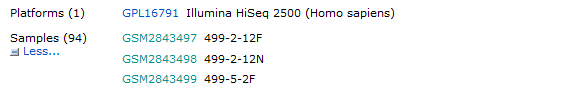 Platforms (1) GPL16791 Illumina HiSeq 2500 (Homo sapiens)
Samples (94) GSM2843497 499-2-12F
Less... GSM2843498 499-2-12N
GSM2843499 499-5-2F